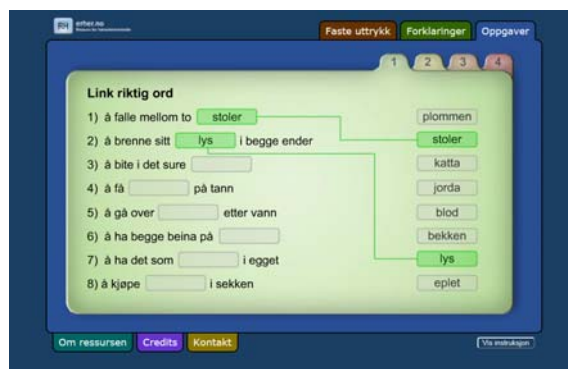 RH erher.no
Faste uttrykk Forklaringer Oppgaver
1 2 3 4
Link riktig ord
1) å falle mellom to stoler
2) å brenne sitt lys i begge ender
3) å bite i det sure
4) å få på tann
5) å gå over etter vann
6) å ha begge beina på
7) å ha det som i egget
8) å kjøpe i sekken
plommen
stoler
katta
jorda
blod
bekken
lys
eplet
Om ressursen Credits Kontakt
Vis instruksjon